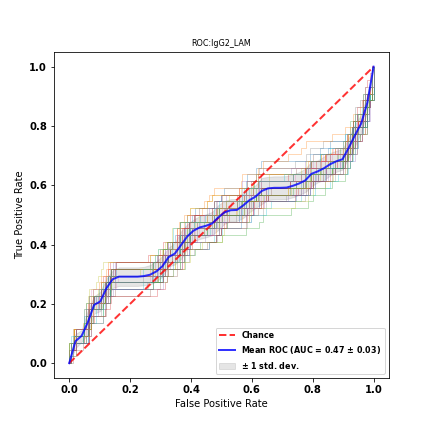 ROC:IgG2_LAM
1.0
0.8
0.6
0.4
0.2
0.0
True Positive Rate
Chance
Mean ROC (AUC = 0.47 ± 0.03)
± 1 std. dev.
0.0 0.2 0.4 0.6 0.8 1.0
False Positive Rate